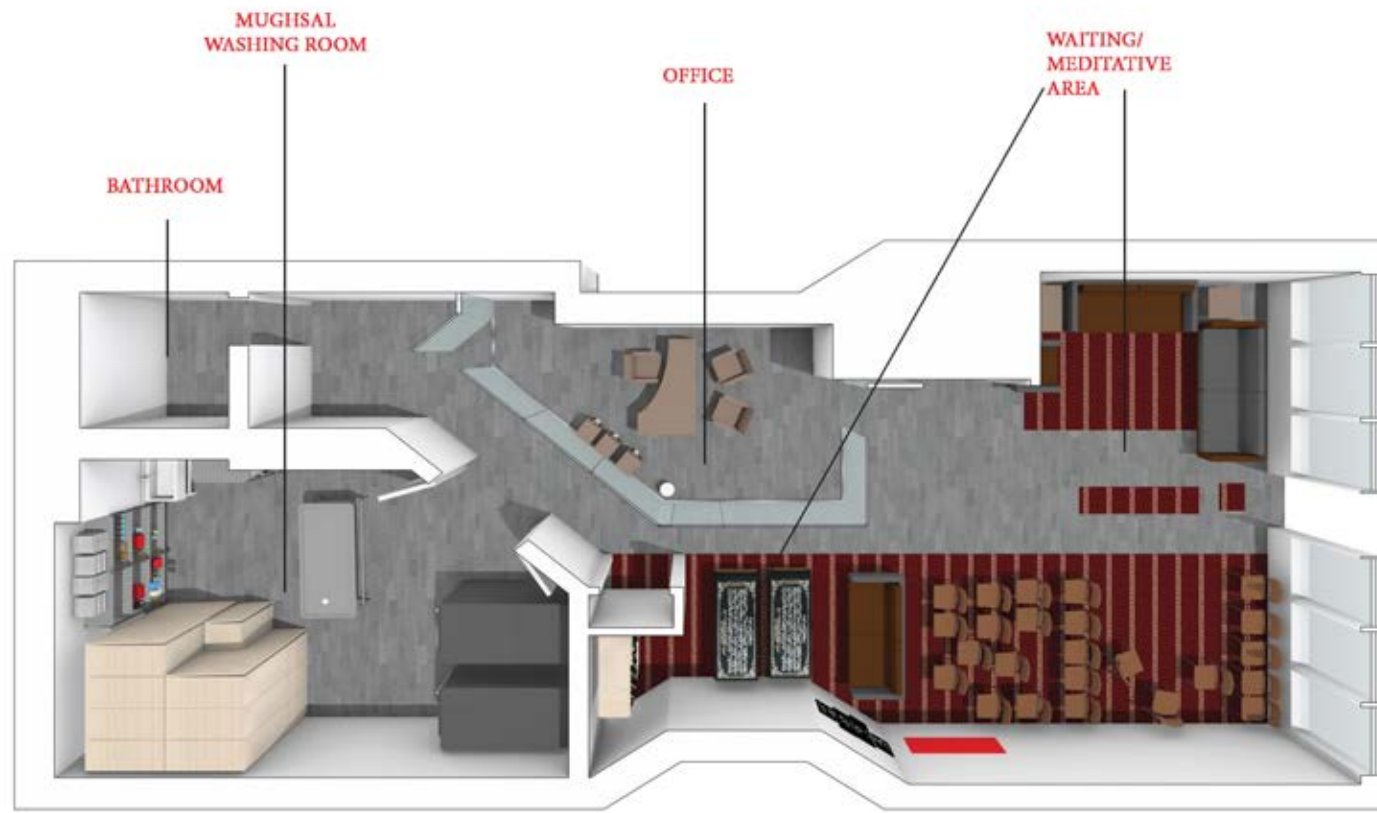 MUGHSAL
WASHING ROOM
WAITING/
MEDITATIVE
AREA
OFFICE
BATHROOM